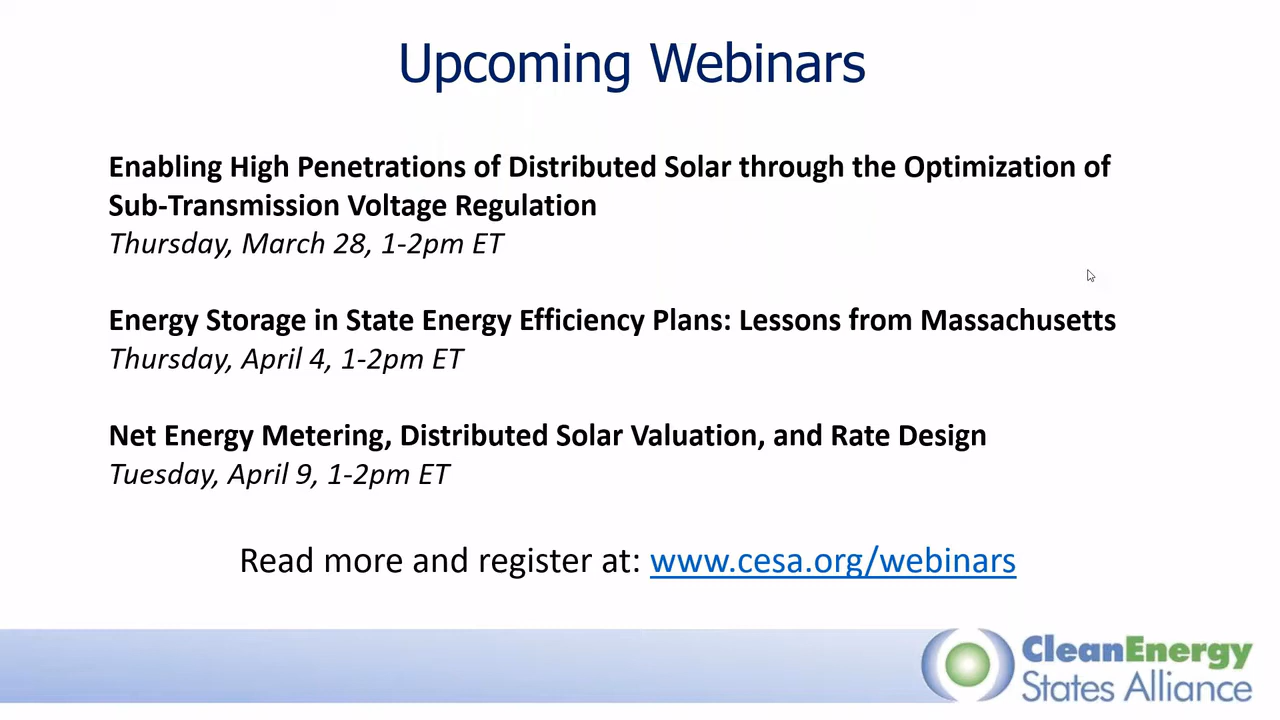 Upcoming Webinars
Enabling High Penetrations of Distributed Solar through the Optimization of
Sub-Transmission Voltage Regulation
Thursday, March 28, 1-2pm ET
Energy Storage in State Energy Efficiency Plans: Lessons from Massachusetts
Thursday, April 4, 1-2pm ET
Net Energy Metering, Distributed Solar Valuation, and Rate Design
Tuesday, April 9, 1-2pm ET
Read more and register at: www.cesa.org/webinars
CleanEnergy
States Alliance